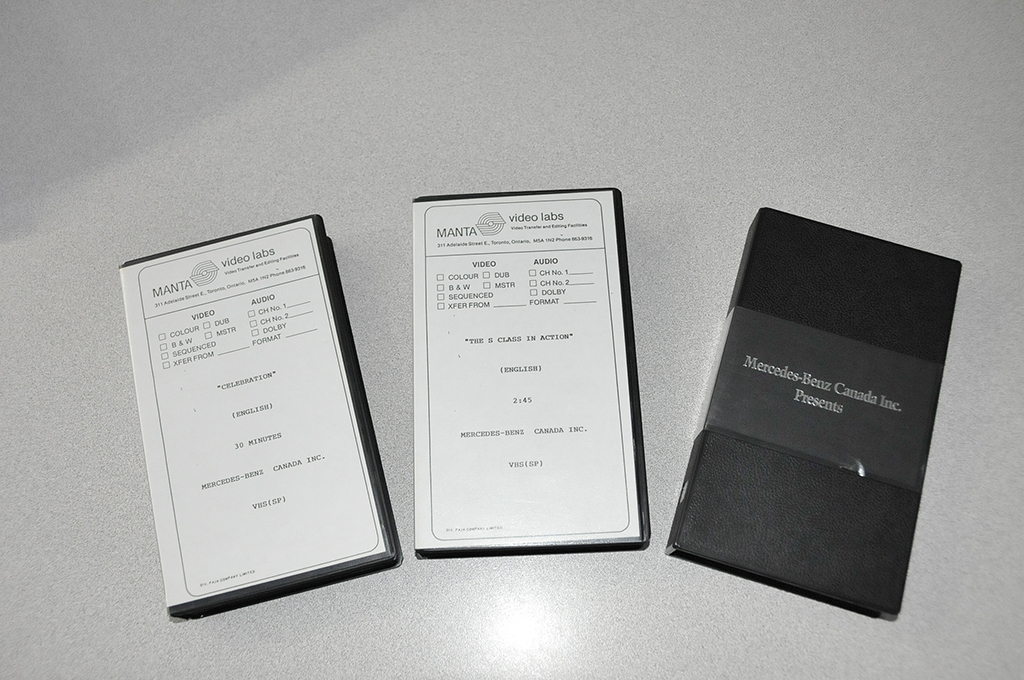 MANTA video labs
Video Transfer and Editing Facilities
311 Adelaide Street E., Toronto, Ontario. M5A 1N2 Phone 863-9316
VIDEO AUDIO
☐ COLOUR ☐ DUB ☐ CH No. 1
☐ B & W ☐ MSTR ☐ CH No. 2
☐ SEQUENCED ☐ DOLBY
☐ XFER FROM FORMAT
"CELEBRATION"
(ENGLISH)
30 MINUTES
MERCEDES-BENZ CANADA INC.
VHS(SP)
COMPANY LIMITED
MANTA video labs
Video Transfer and Editing Facilities
311 Adelaide Street E., Toronto, Ontario, M5A 1N2 Phone 863-9316
VIDEO AUDIO
☐ COLOUR ☐ DUB ☐ CH No. 1
☐ B & W ☐ MSTR ☐ CH No. 2
☐ SEQUENCED ☐ DOLBY
☐ XFER FROM FORMAT
"THE S CLASS IN ACTION"
(ENGLISH)
2:45
MERCEDES-BENZ CANADA INC.
VHS(SP)
COMPANY LIMITED
Mercedes-Benz Canada Inc.
Presents